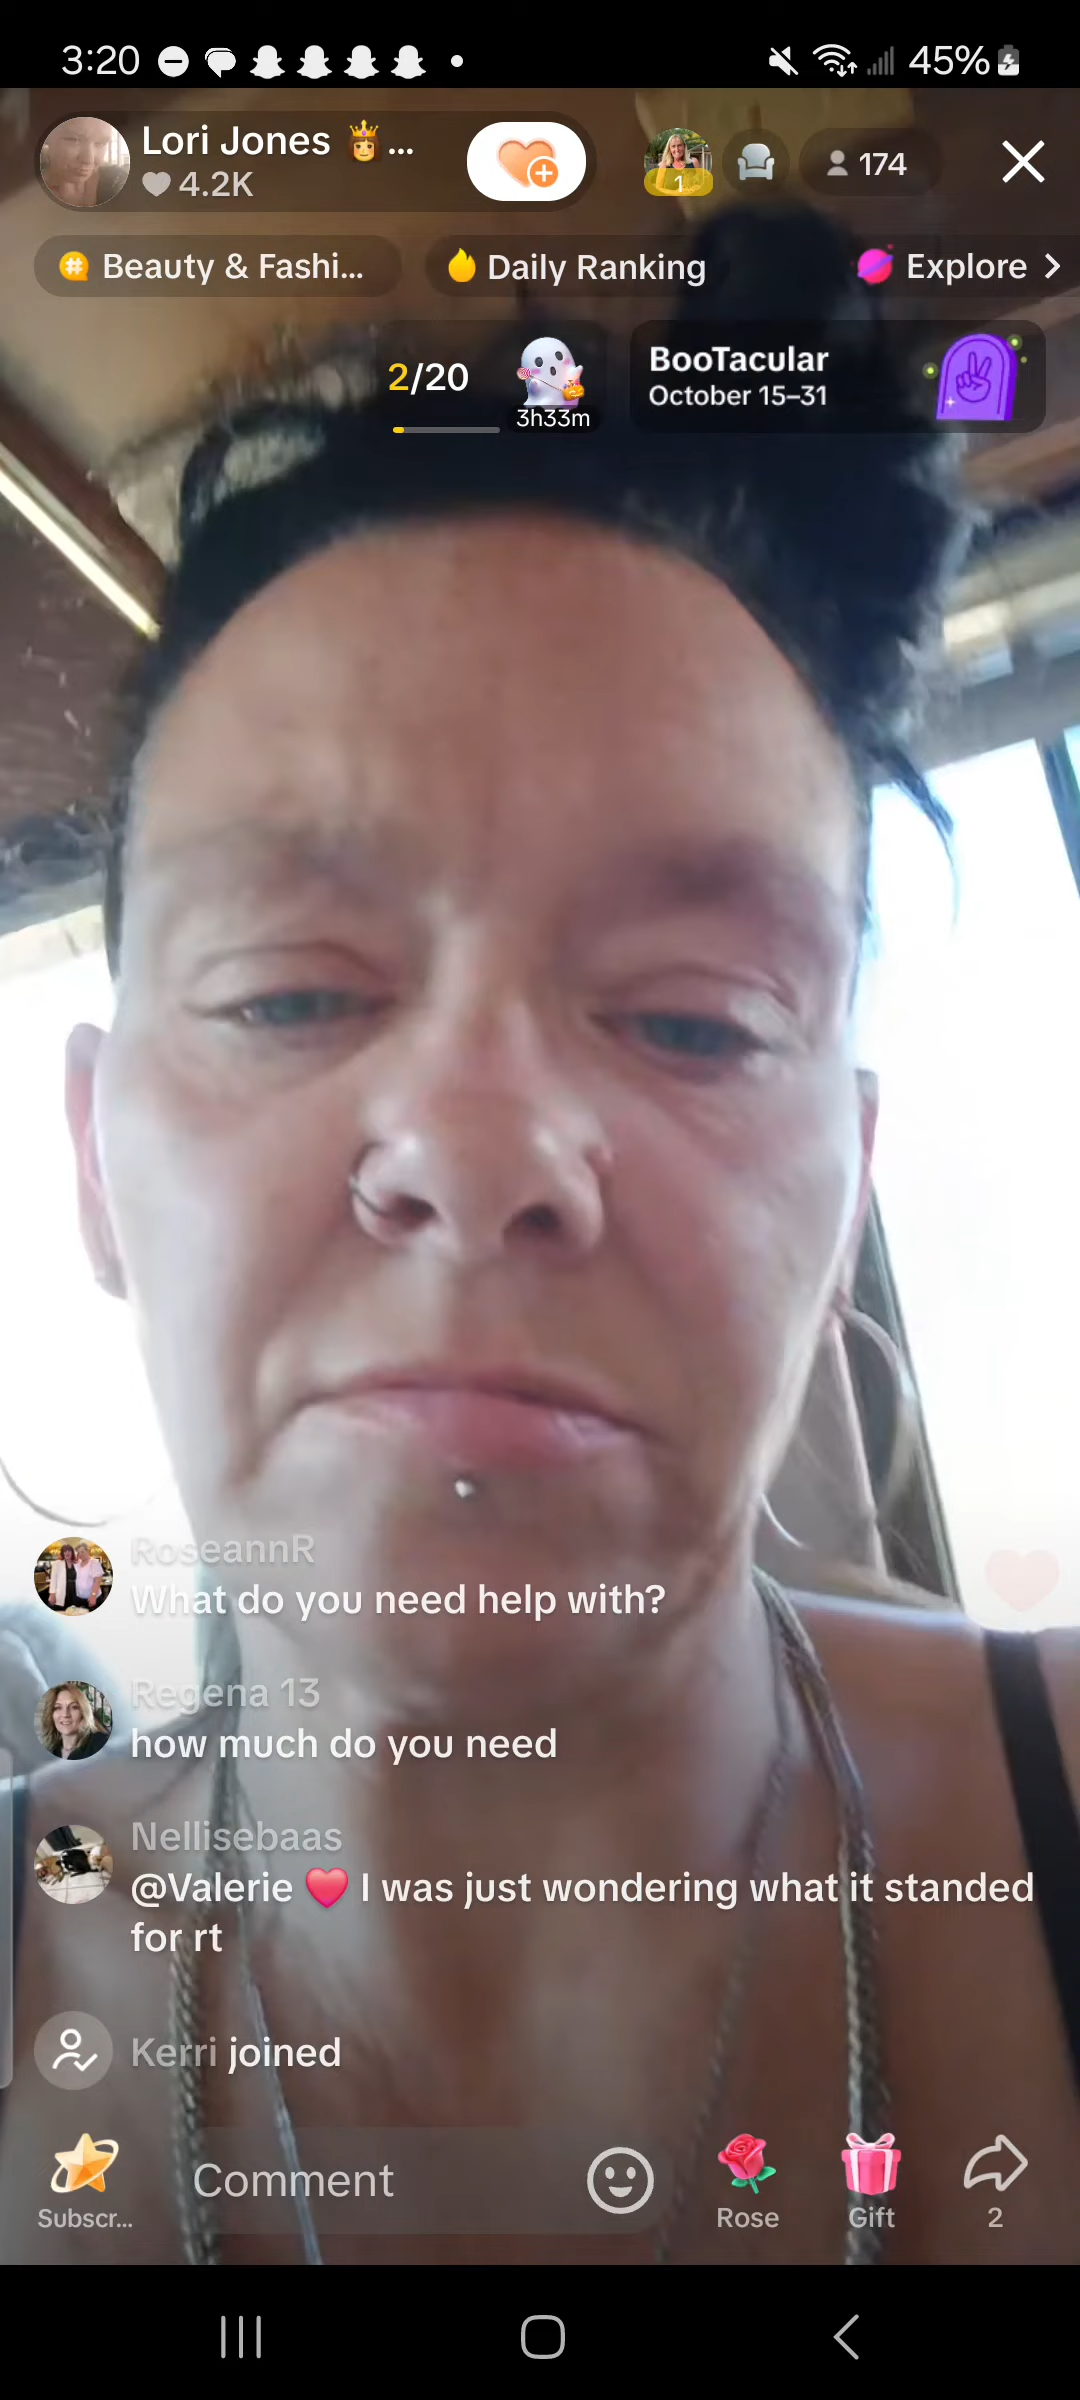 3:20 45%
Lori Jones 👸...
4.2K
1
174
Beauty & Fashi...
Daily Ranking
Explore
2/20
3h33m
BooTacular
October 15–31
RoseannR
What do you need help with?
Regena 13
how much do you need
Nellisebaas
@Valerie ❤️ I was just wondering what it standed
for rt
Kerri joined
Subscr...
Comment
Rose
Gift
2